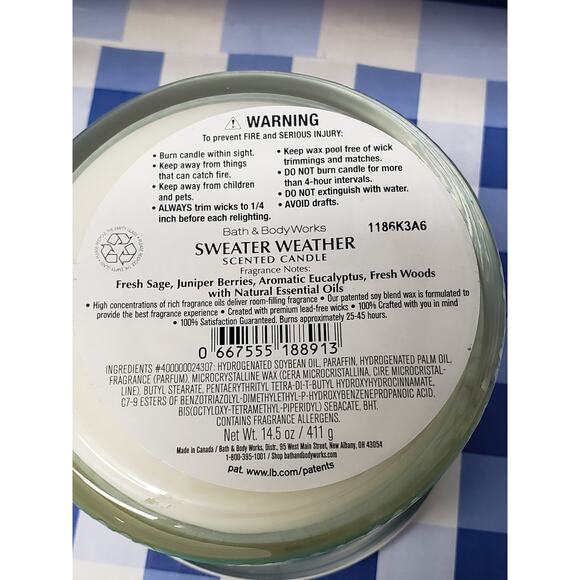 ⚠ WARNING
To prevent FIRE and SERIOUS INJURY:
• Burn candle within sight.
• Keep away from things
that can catch fire.
• Keep away from children
and pets.
• ALWAYS trim wicks to 1/4
inch before each relighting.
• Keep wax pool free of wick
trimmings and matches.
• DO NOT burn candle for more
than 4-hour intervals.
• DO NOT extinguish with water.
• AVOID drafts.
Bath & Body Works
1186K3A6
SWEATER WEATHER
SCENTED CANDLE
Fragrance Notes:
Fresh Sage, Juniper Berries, Aromatic Eucalyptus, Fresh Woods
with Natural Essential Oils
• High concentrations of rich fragrance oils deliver room-filling fragrance • Our patented soy blend wax is formulated to
provide the best fragrance experience • Created with premium lead-free wicks • 100% Crafted with you in mind
• 100% Satisfaction Guaranteed. Burns approximately 25-45 hours.
0 667555 188913
INGREDIENTS #400000024307: HYDROGENATED SOYBEAN OIL, PARAFFIN, HYDROGENATED PALM OIL,
FRAGRANCE (PARFUM), MICROCRYSTALLINE WAX (CERA MICROCRISTALLINA, CIRE MICROCRISTAL-
LINE), BUTYL STEARATE, PENTAERYTHRITYL TETRA-DI-T-BUTYL HYDROXYHYDROCINNAMATE,
C7-9 ESTERS OF BENZOTRIAZOLYL-DIMETHYLETHYL-P-HYDROXYBENZENEPROPANOIC ACID,
BIS(OCTYLOXY-TETRAMETHYL-PIPERIDYL) SEBACATE, BHT.
CONTAINS FRAGRANCE ALLERGENS.
Net Wt. 14.5 oz / 411 g
Made in Canada / Bath & Body Works, Distr., 95 West Main Street, New Albany, OH 43054
1-800-395-1001 / Shop bathandbodyworks.com
pat. www.lb.com/patents